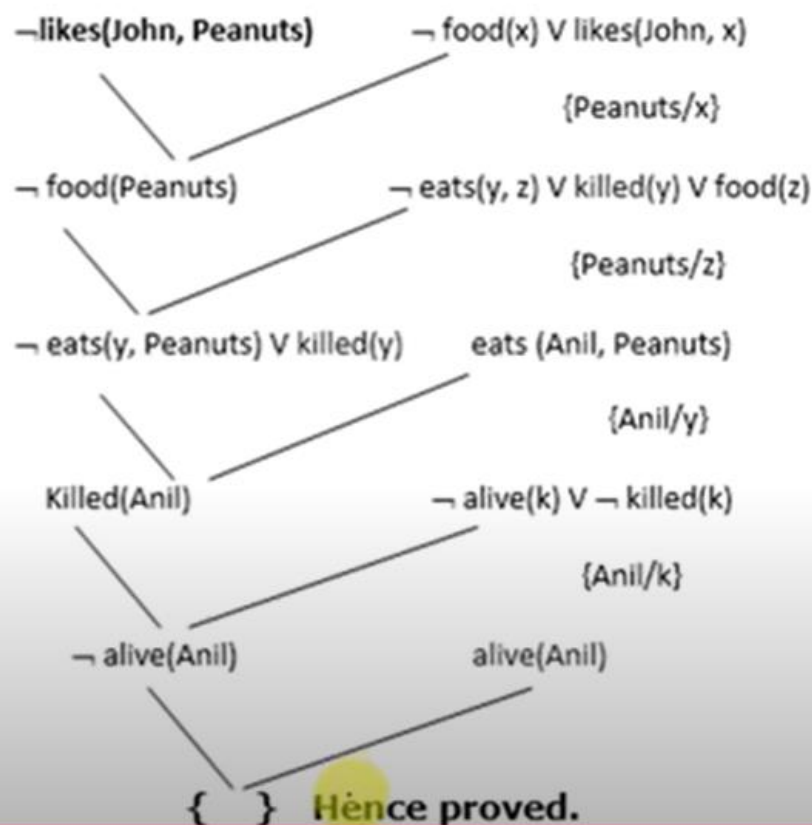 ¬likes(John, Peanuts) ¬ food(x) V likes(John, x)
{Peanuts/x}
¬ food(Peanuts) ¬ eats(y, z) V killed(y) V food(z)
{Peanuts/z}
¬ eats(y, Peanuts) V killed(y) eats (Anil, Peanuts)
{Anil/y}
Killed(Anil) ¬ alive(k) V ¬ killed(k)
{Anil/k}
¬ alive(Anil) alive(Anil)
{ } Hence proved.